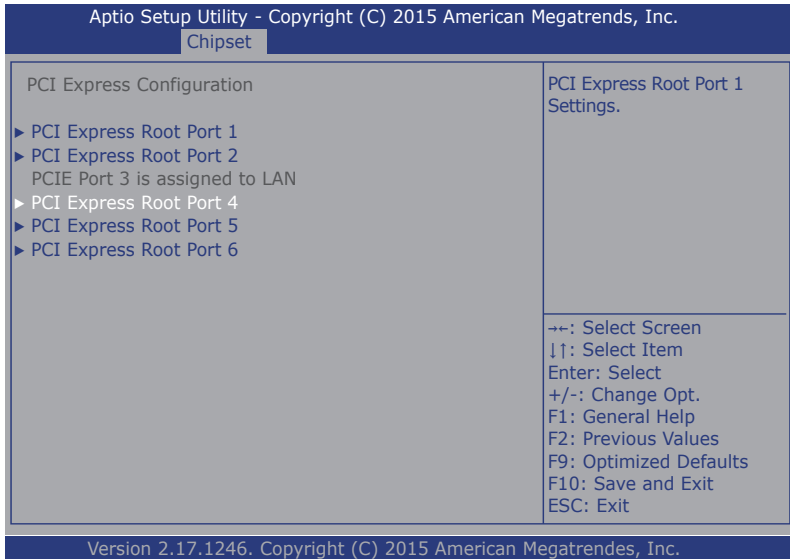 Aptio Setup Utility - Copyright (C) 2015 American Megatrends, Inc.
Chipset
PCI Express Configuration
▶ PCI Express Root Port 1
▶ PCI Express Root Port 2
PCIE Port 3 is assigned to LAN
▶ PCI Express Root Port 4
▶ PCI Express Root Port 5
▶ PCI Express Root Port 6
PCI Express Root Port 1
Settings.
→←: Select Screen
↓↑: Select Item
Enter: Select
+/-: Change Opt.
F1: General Help
F2: Previous Values
F9: Optimized Defaults
F10: Save and Exit
ESC: Exit
Version 2.17.1246. Copyright (C) 2015 American Megatrendes, Inc.